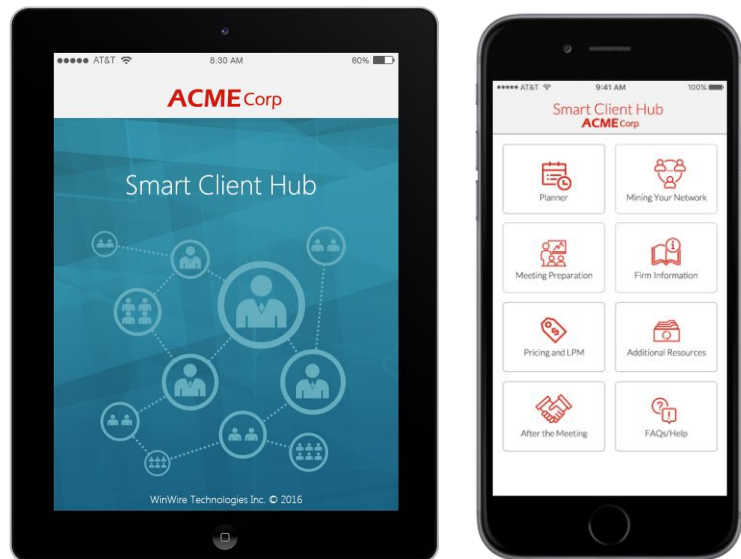 ●●●●● AT&T 8:30 AM 60%
ACME Corp
Smart Client Hub
WinWire Technologies Inc. © 2016
●●●●● AT&T 9:41 AM 100%
Smart Client Hub
ACME Corp
Planner
Mining Your Network
Meeting Preparation
Firm Information
Pricing and LPM
Additional Resources
After the Meeting
FAQs/Help